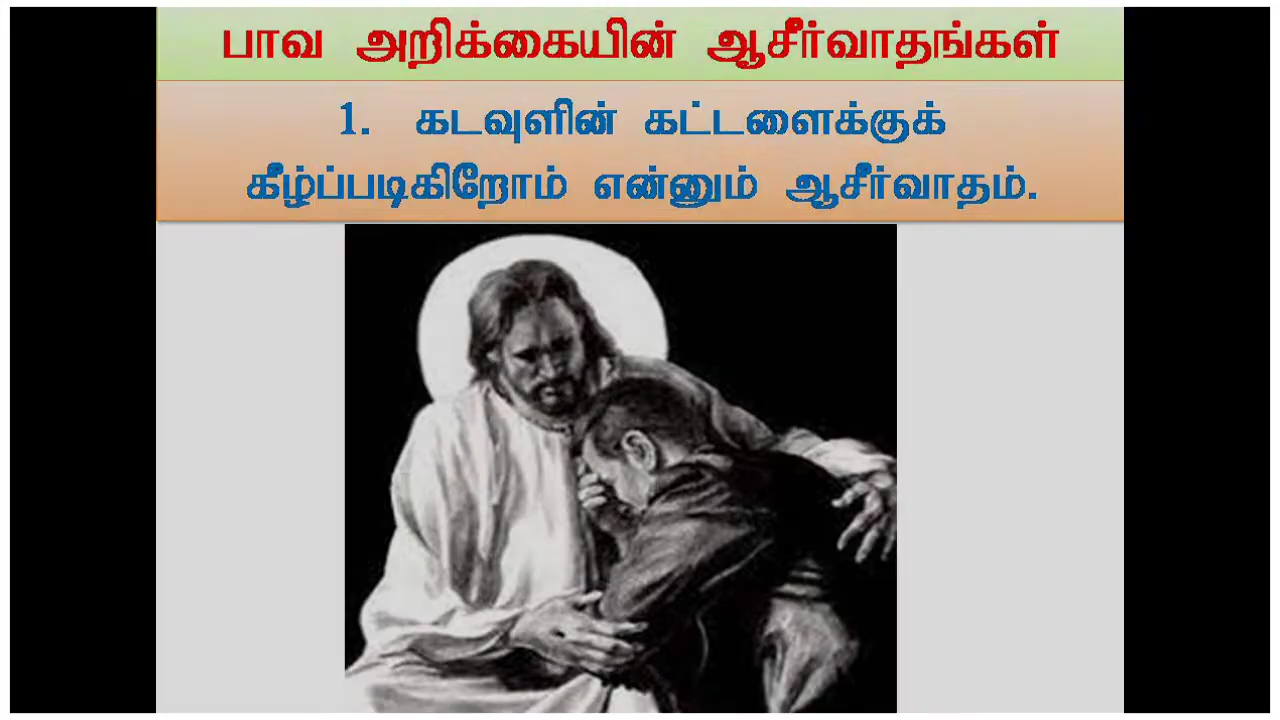 பாவ அறிக்கையின் ஆசீர்வாதங்கள்
1. கடவுளின் கட்டளைக்குக்
கீழ்ப்படிகிறோம் என்னும் ஆசீர்வாதம்.